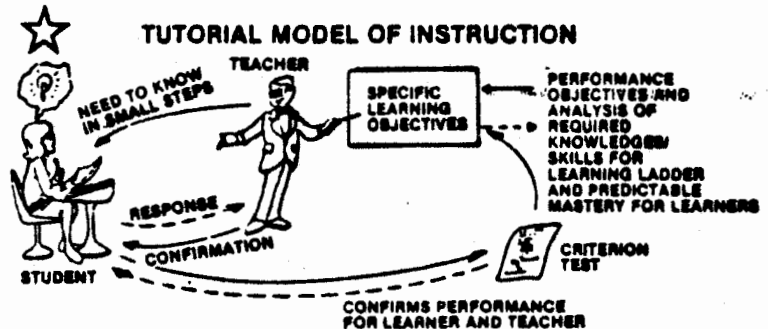 TUTORIAL MODEL OF INSTRUCTION
TEACHER
NEED TO KNOW
IN SMALL STEPS
SPECIFIC
LEARNING
OBJECTIVES
PERFORMANCE
OBJECTIVES AND
ANALYSIS OF
REQUIRED
KNOWLEDGE/
SKILLS FOR
LEARNING LADDER
AND PREDICTABLE
MASTERY FOR LEARNERS
RESPONSE
CONFIRMATION
STUDENT
CRITERION
TEST
CONFIRMS PERFORMANCE
FOR LEARNER AND TEACHER